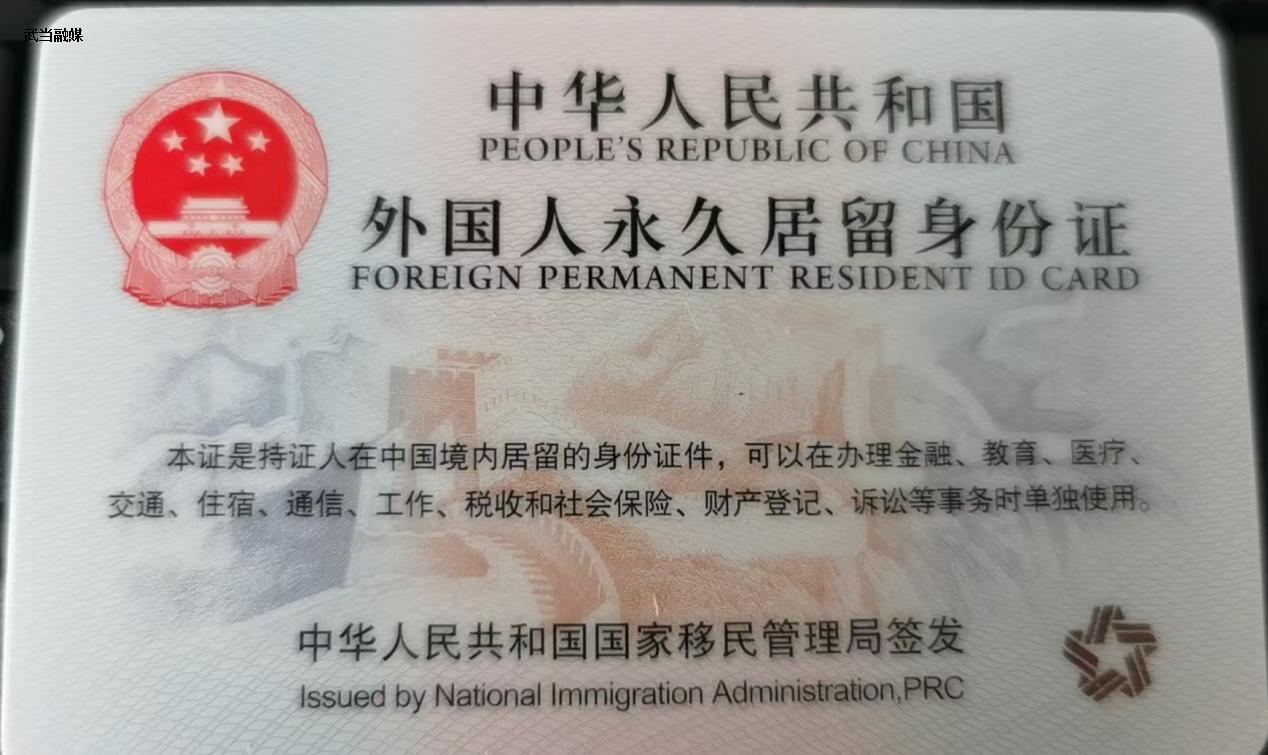 武当融媒
中华人民共和国
PEOPLE'S REPUBLIC OF CHINA
外国人永久居留身份证
FOREIGN PERMANENT RESIDENT ID CARD
本证是持证人在中国境内居留的身份证件，可以在办理金融、教育、医疗、
交通、住宿、通信、工作、税收和社会保险、财产登记、诉讼等事务时单独使用。
中华人民共和国国家移民管理局签发
Issued by National Immigration Administration,PRC